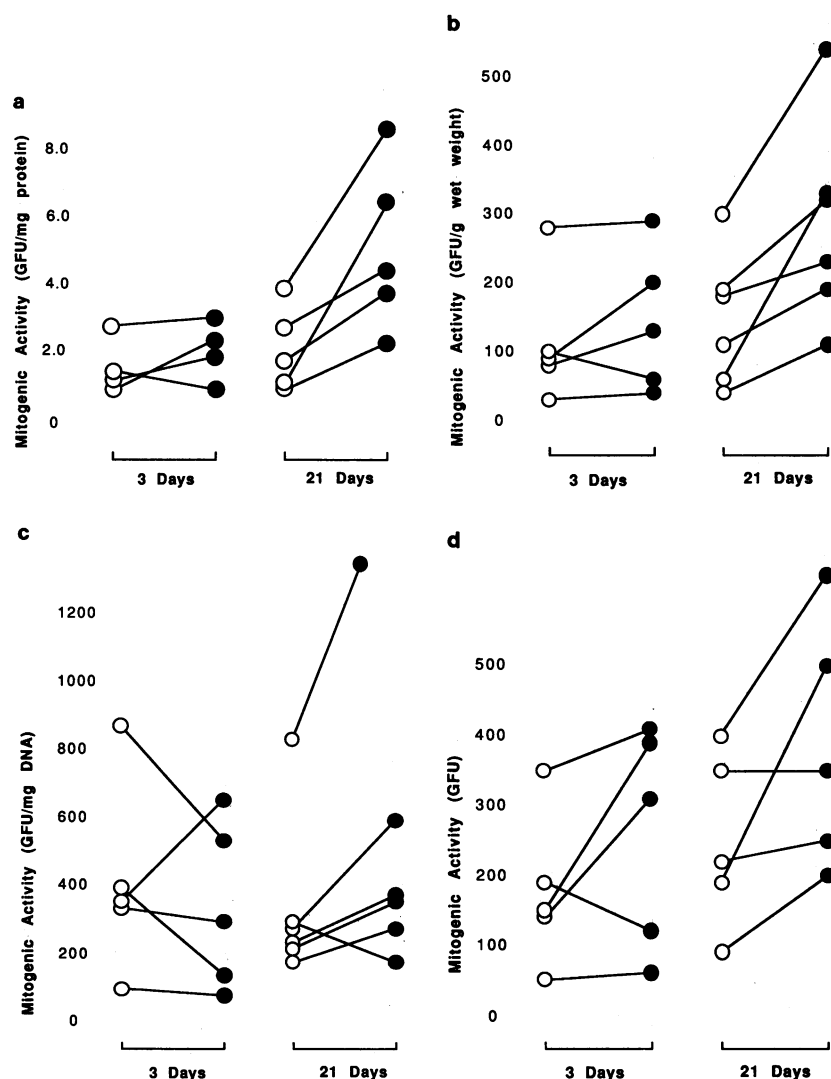 a
Mitogenic Activity (GFU/mg protein)
8.0
6.0
4.0
2.0
0
3 Days
21 Days
b
Mitogenic Activity (GFU/g wet weight)
500
400
300
200
100
0
3 Days
21 Days
c
Mitogenic Activity (GFU/mg DNA)
1200
1000
800
600
400
200
0
3 Days
21 Days
d
Mitogenic Activity (GFU)
500
400
300
200
100
0
3 Days
21 Days